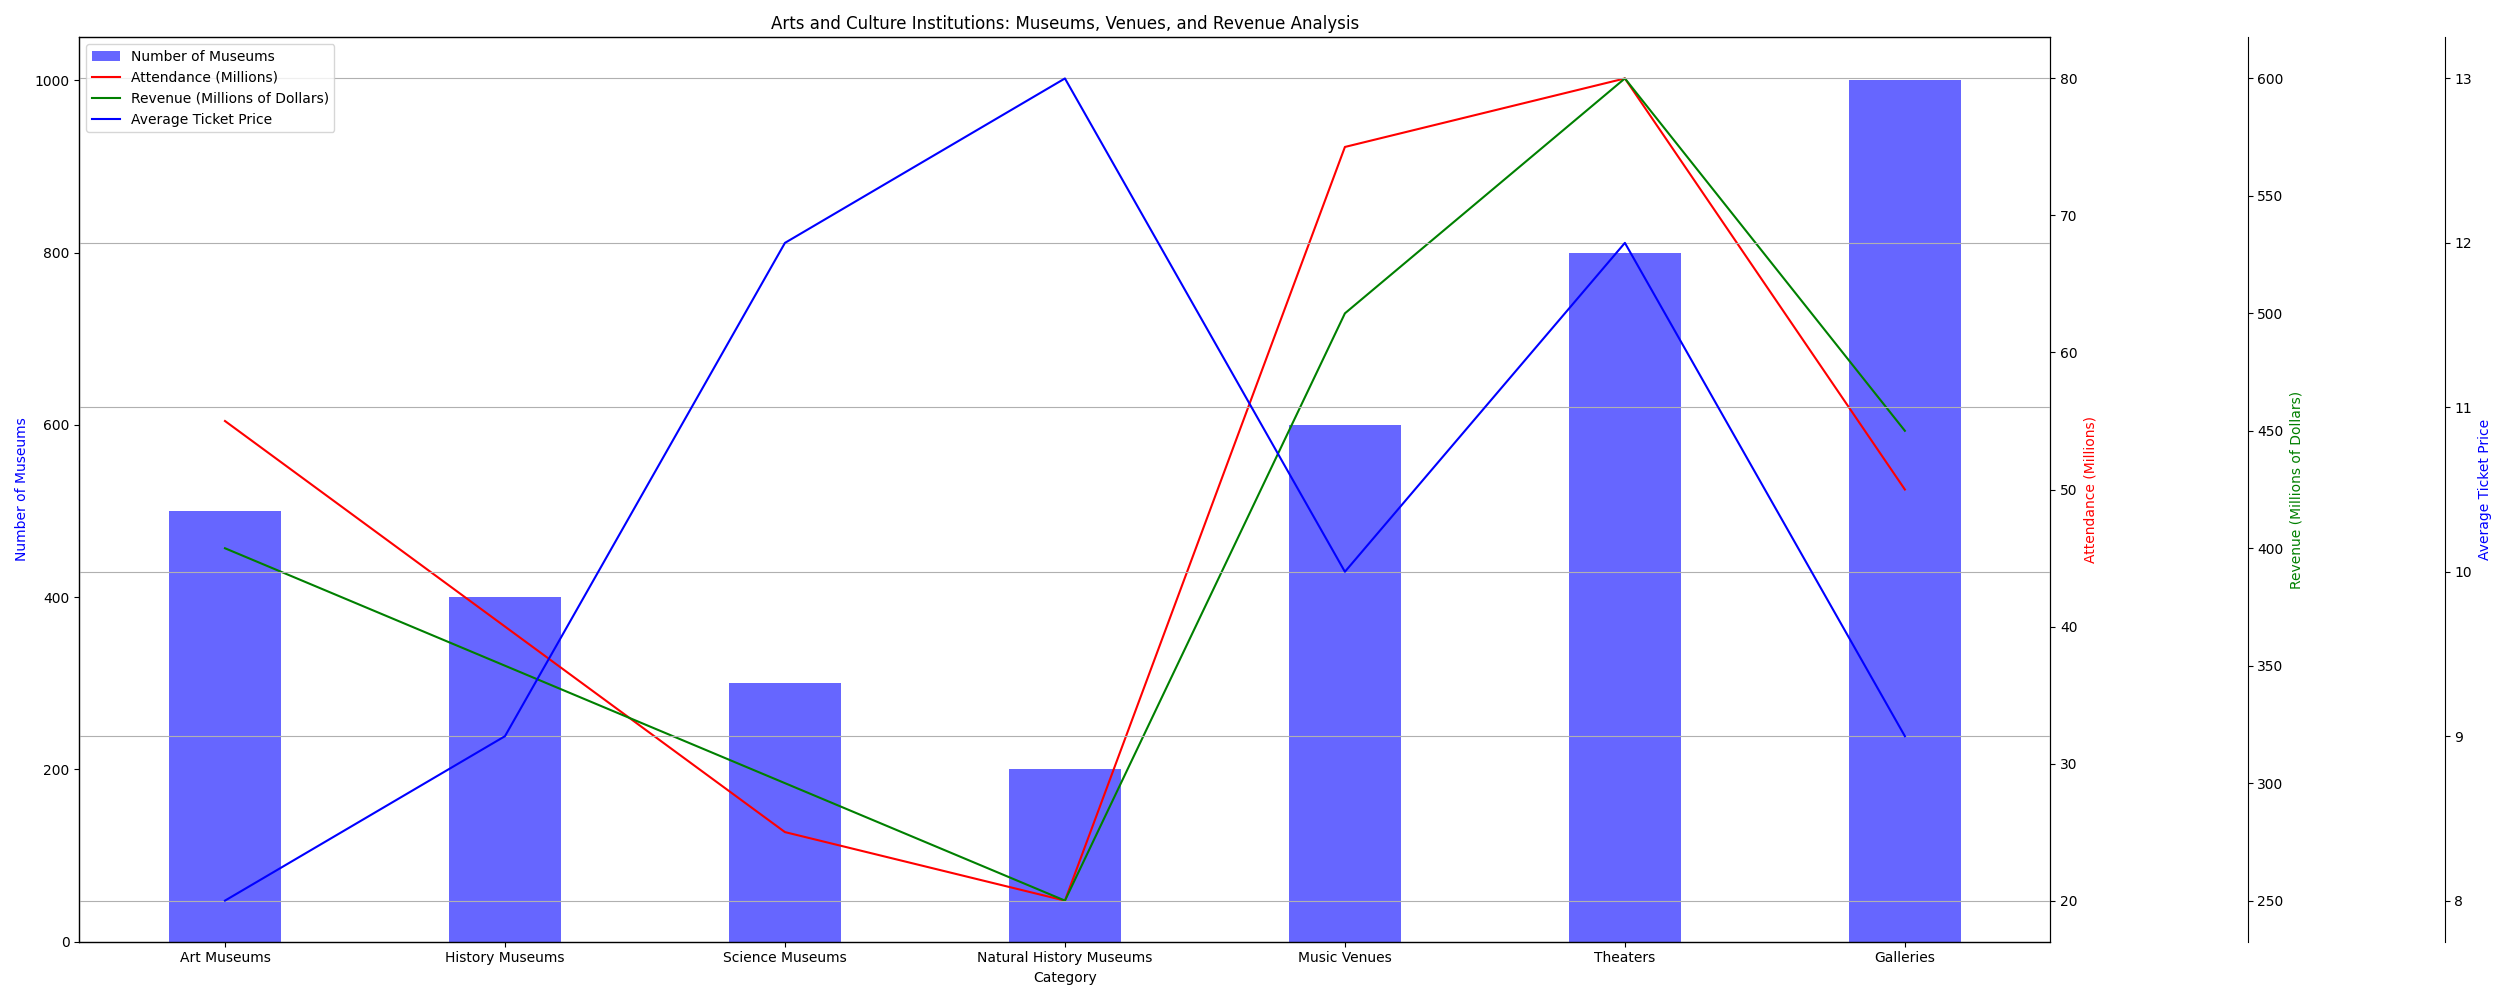 Arts and Culture Institutions: Museums, Venues, and Revenue Analysis
Number of Museums
Attendance (Millions)
Revenue (Millions of Dollars)
Average Ticket Price
Number of Museums
1000
800
600
400
200
0
80
70
60
50
40
30
20
Attendance (Millions)
600
550
500
450
400
350
300
250
Revenue (Millions of Dollars)
13
12
11
10
9
8
Average Ticket Price
Art Museums
History Museums
Science Museums
Natural History Museums
Music Venues
Theaters
Galleries
Category